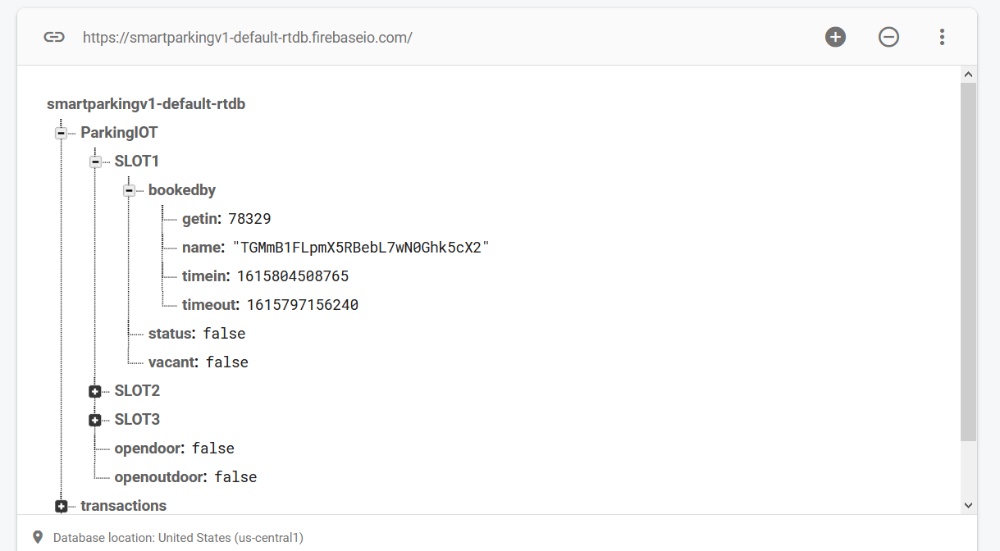 https://smartparkingv1-default-rtdb.firebaseio.com/
smartparkingv1-default-rtdb
ParkingIOT
SLOT1
bookedby
getin: 78329
name: "TGMmB1FLpmX5RBebL7wN0Ghk5cX2"
timein: 1615804508765
timeout: 1615797156240
status: false
vacant: false
SLOT2
SLOT3
opendoor: false
openoutdoor: false
transactions
Database location: United States (us-central1)